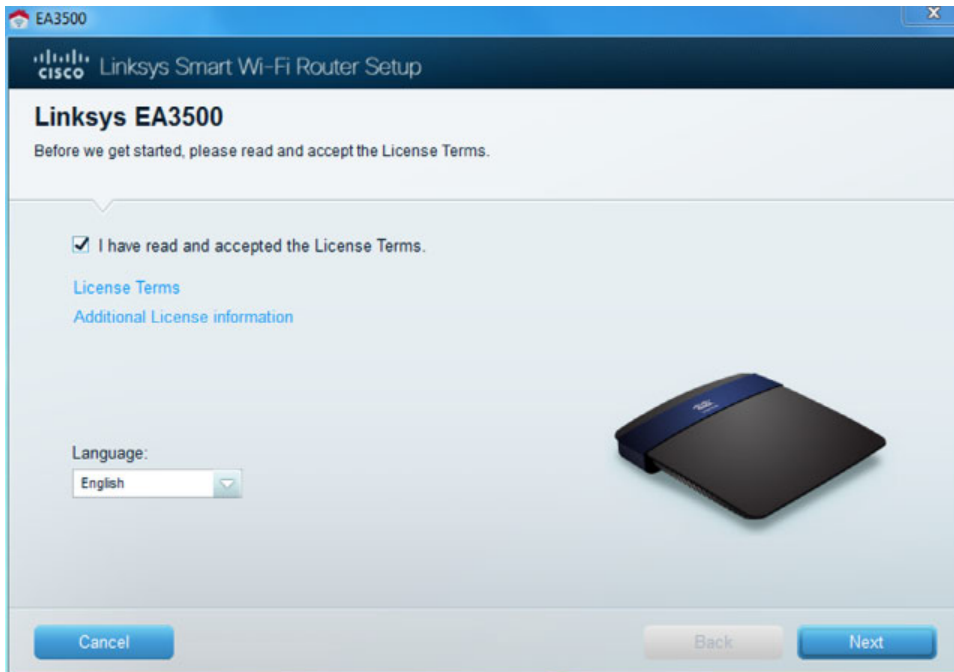 EA3500
CISCO Linksys Smart Wi-Fi Router Setup
Linksys EA3500
Before we get started, please read and accept the License Terms.
I have read and accepted the License Terms.
License Terms
Additional License information
Language:
English
Cancel
Back
Next